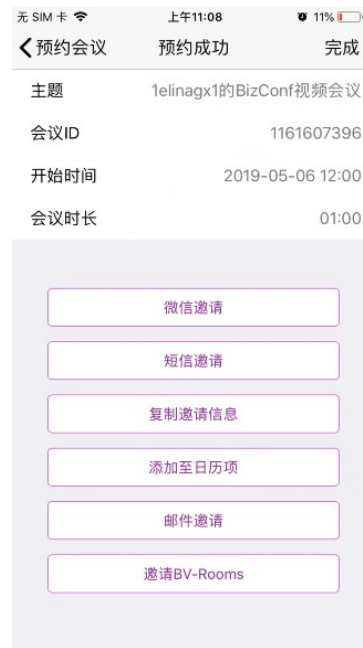 无 SIM 卡 上午11:08 11%
预约会议 预约成功 完成
主题 1elinagx1的BizConf视频会议
会议ID 1161607396
开始时间 2019-05-06 12:00
会议时长 01:00
微信邀请
短信邀请
复制邀请信息
添加至日历项
邮件邀请
邀请BV-Rooms